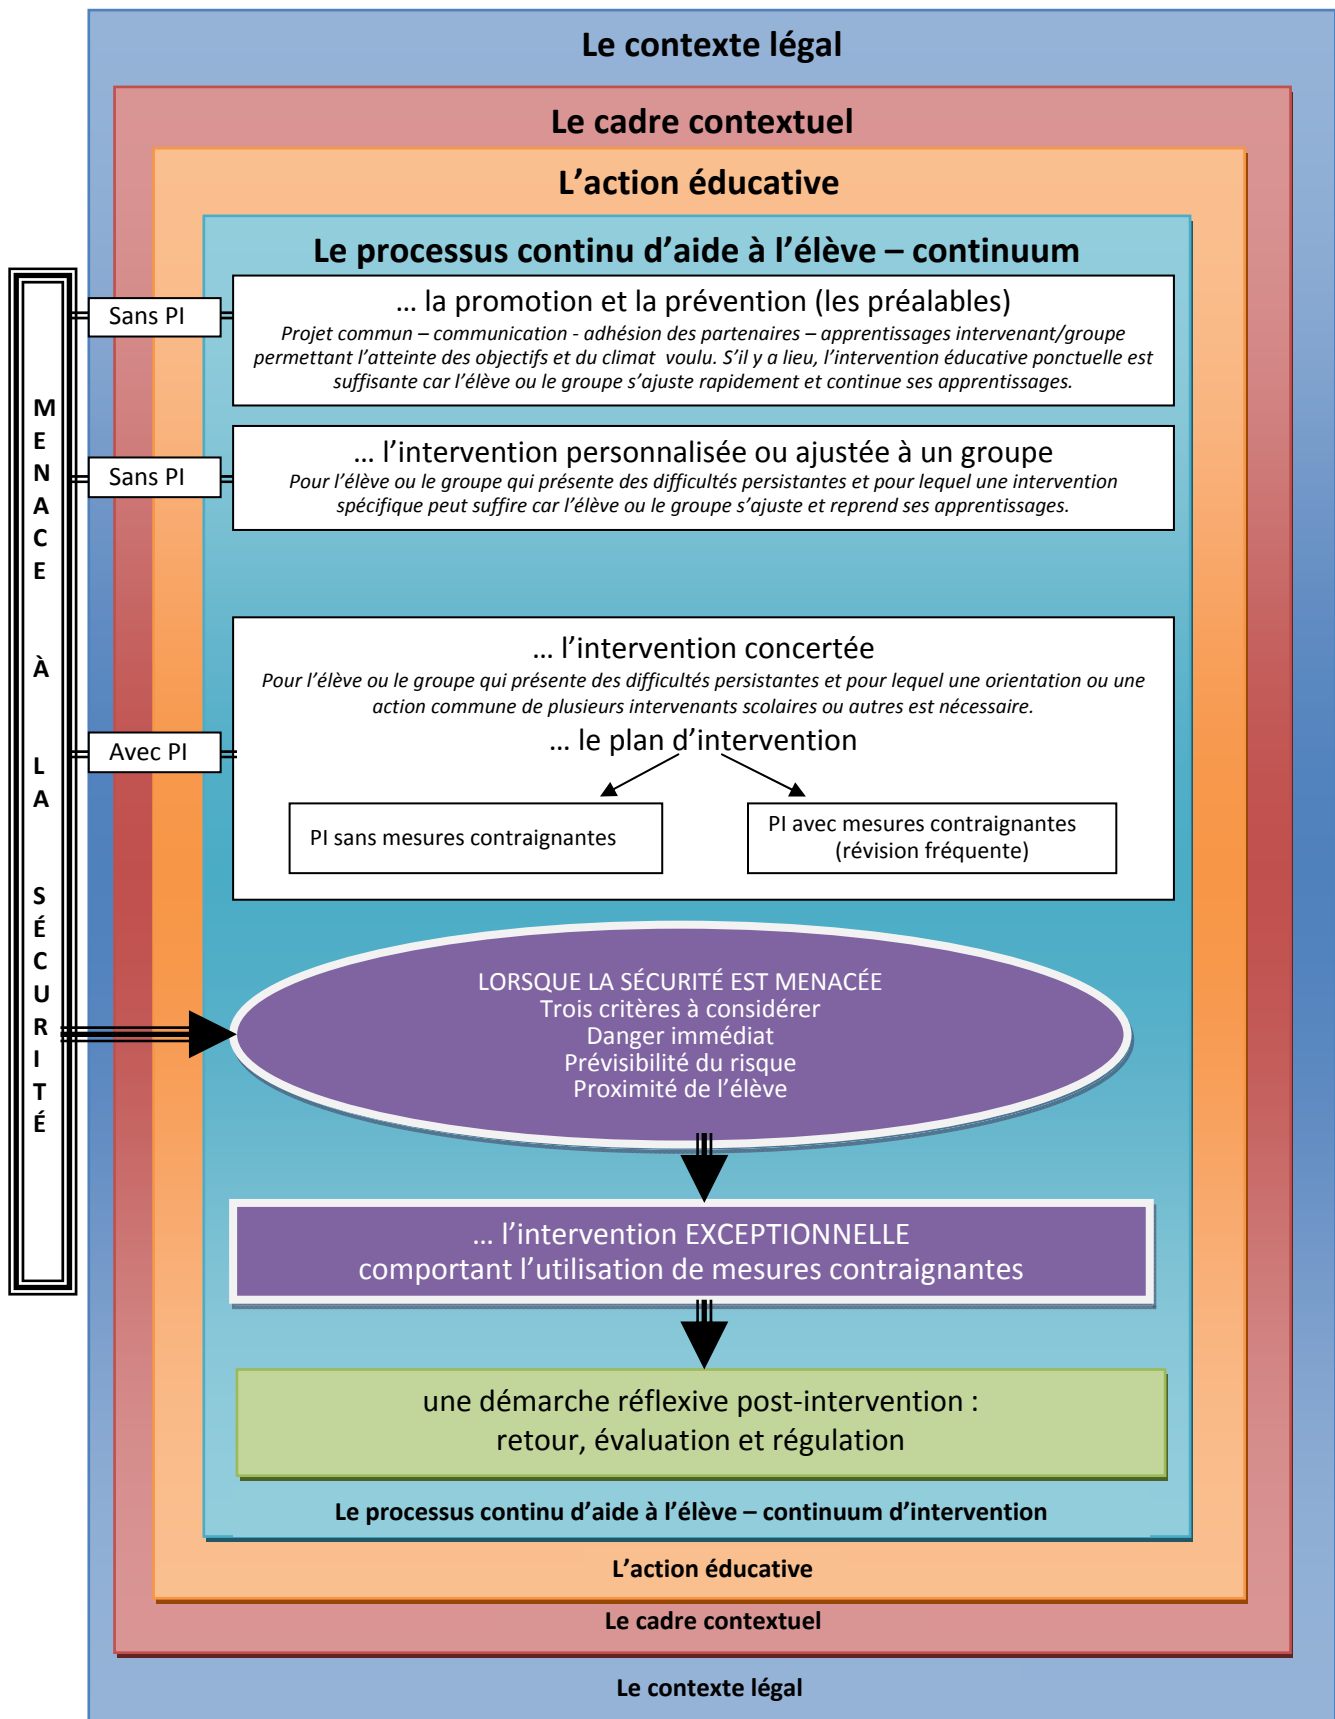 Le contexte légal
Le cadre contextuel
L’action éducative
Le processus continu d’aide à l’élève – continuum
MENACE À LA SÉCURITÉ
Sans PI
… la promotion et la prévention (les préalables)
Projet commun – communication - adhésion des partenaires – apprentissages intervenant/groupe
permettant l’atteinte des objectifs et du climat voulu. S’il y a lieu, l’intervention éducative ponctuelle est
suffisante car l’élève ou le groupe s’ajuste rapidement et continue ses apprentissages.
Sans PI
… l’intervention personnalisée ou ajustée à un groupe
Pour l’élève ou le groupe qui présente des difficultés persistantes et pour lequel une intervention
spécifique peut suffire car l’élève ou le groupe s’ajuste et reprend ses apprentissages.
Avec PI
… l’intervention concertée
Pour l’élève ou le groupe qui présente des difficultés persistantes et pour lequel une orientation ou une
action commune de plusieurs intervenants scolaires ou autres est nécessaire.
… le plan d’intervention
PI sans mesures contraignantes
PI avec mesures contraignantes
(révision fréquente)
LORSQUE LA SÉCURITÉ EST MENACÉE
Trois critères à considérer
Danger immédiat
Prévisibilité du risque
Proximité de l’élève
… l’intervention EXCEPTIONNELLE
comportant l’utilisation de mesures contraignantes
une démarche réflexive post-intervention :
retour, évaluation et régulation
Le processus continu d’aide à l’élève – continuum d’intervention
L’action éducative
Le cadre contextuel
Le contexte légal